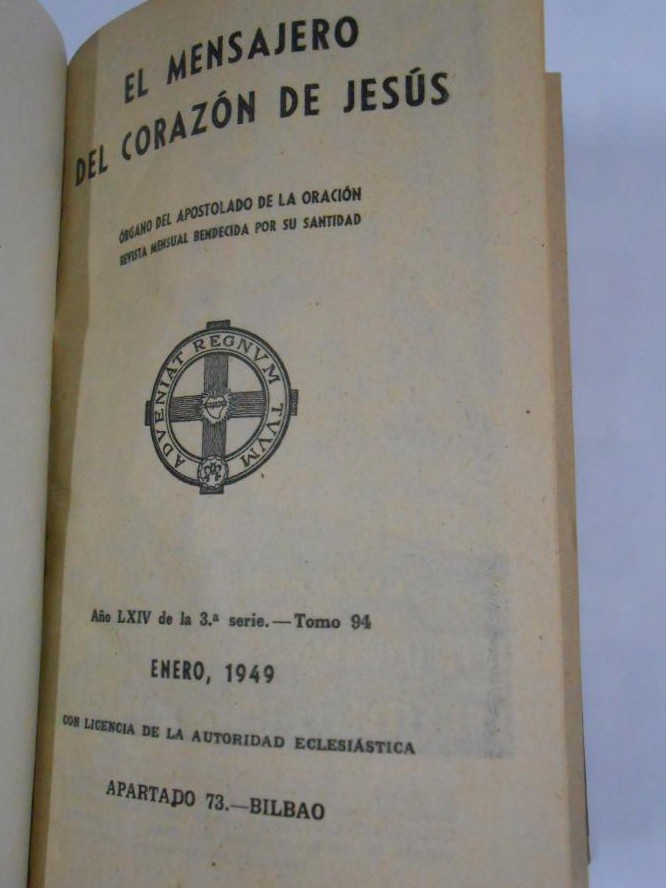 EL MENSAJERO
DEL CORAZÓN DE JESÚS
ÓRGANO DEL APOSTOLADO DE LA ORACIÓN
REVISTA MENSUAL BENDECIDA POR SU SANTIDAD
ADVENIAT REGNVM TVVM
Año LXIV de la 3.ª serie.—Tomo 94
ENERO, 1949
CON LICENCIA DE LA AUTORIDAD ECLESIÁSTICA
APARTADO 73.—BILBAO